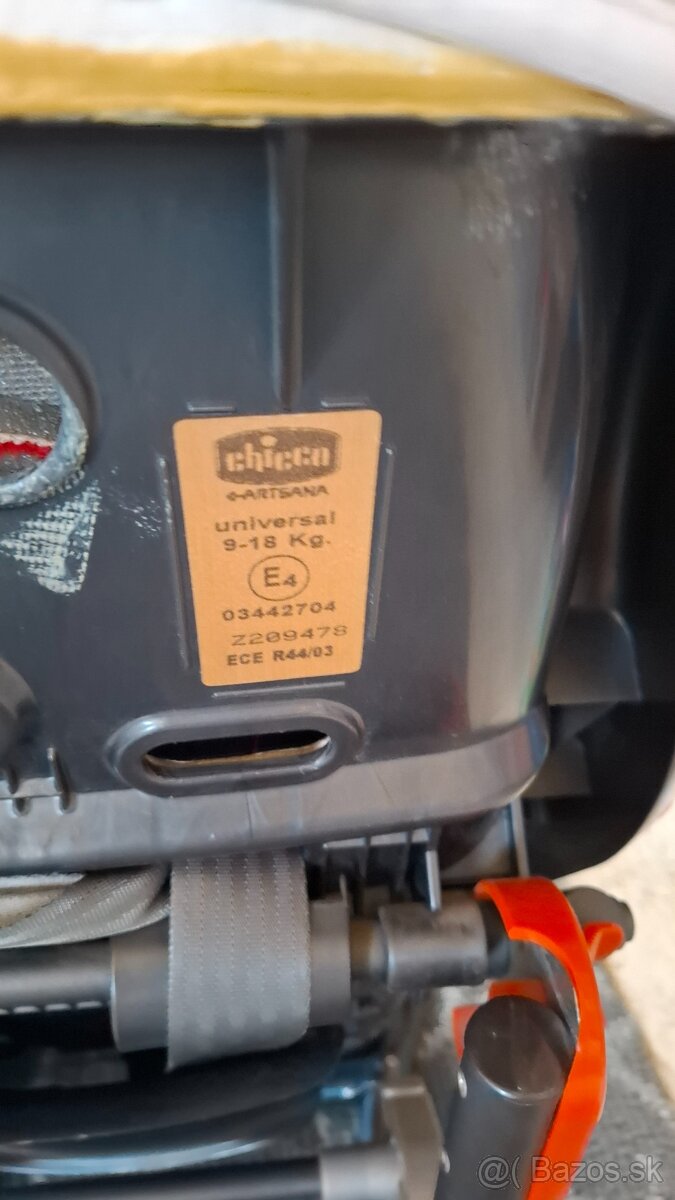 chicco
ARTSANA
universal
9-18 Kg.
E4
03442704
Z209478
ECE R44/03
@( Bazos.sk